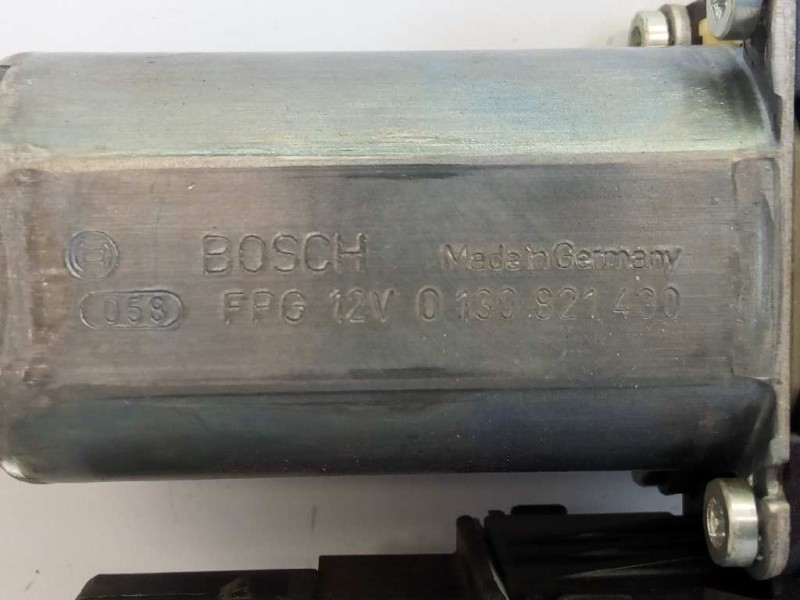 BOSCH Made in Germany
058 FPG 12V 0 130 821 430